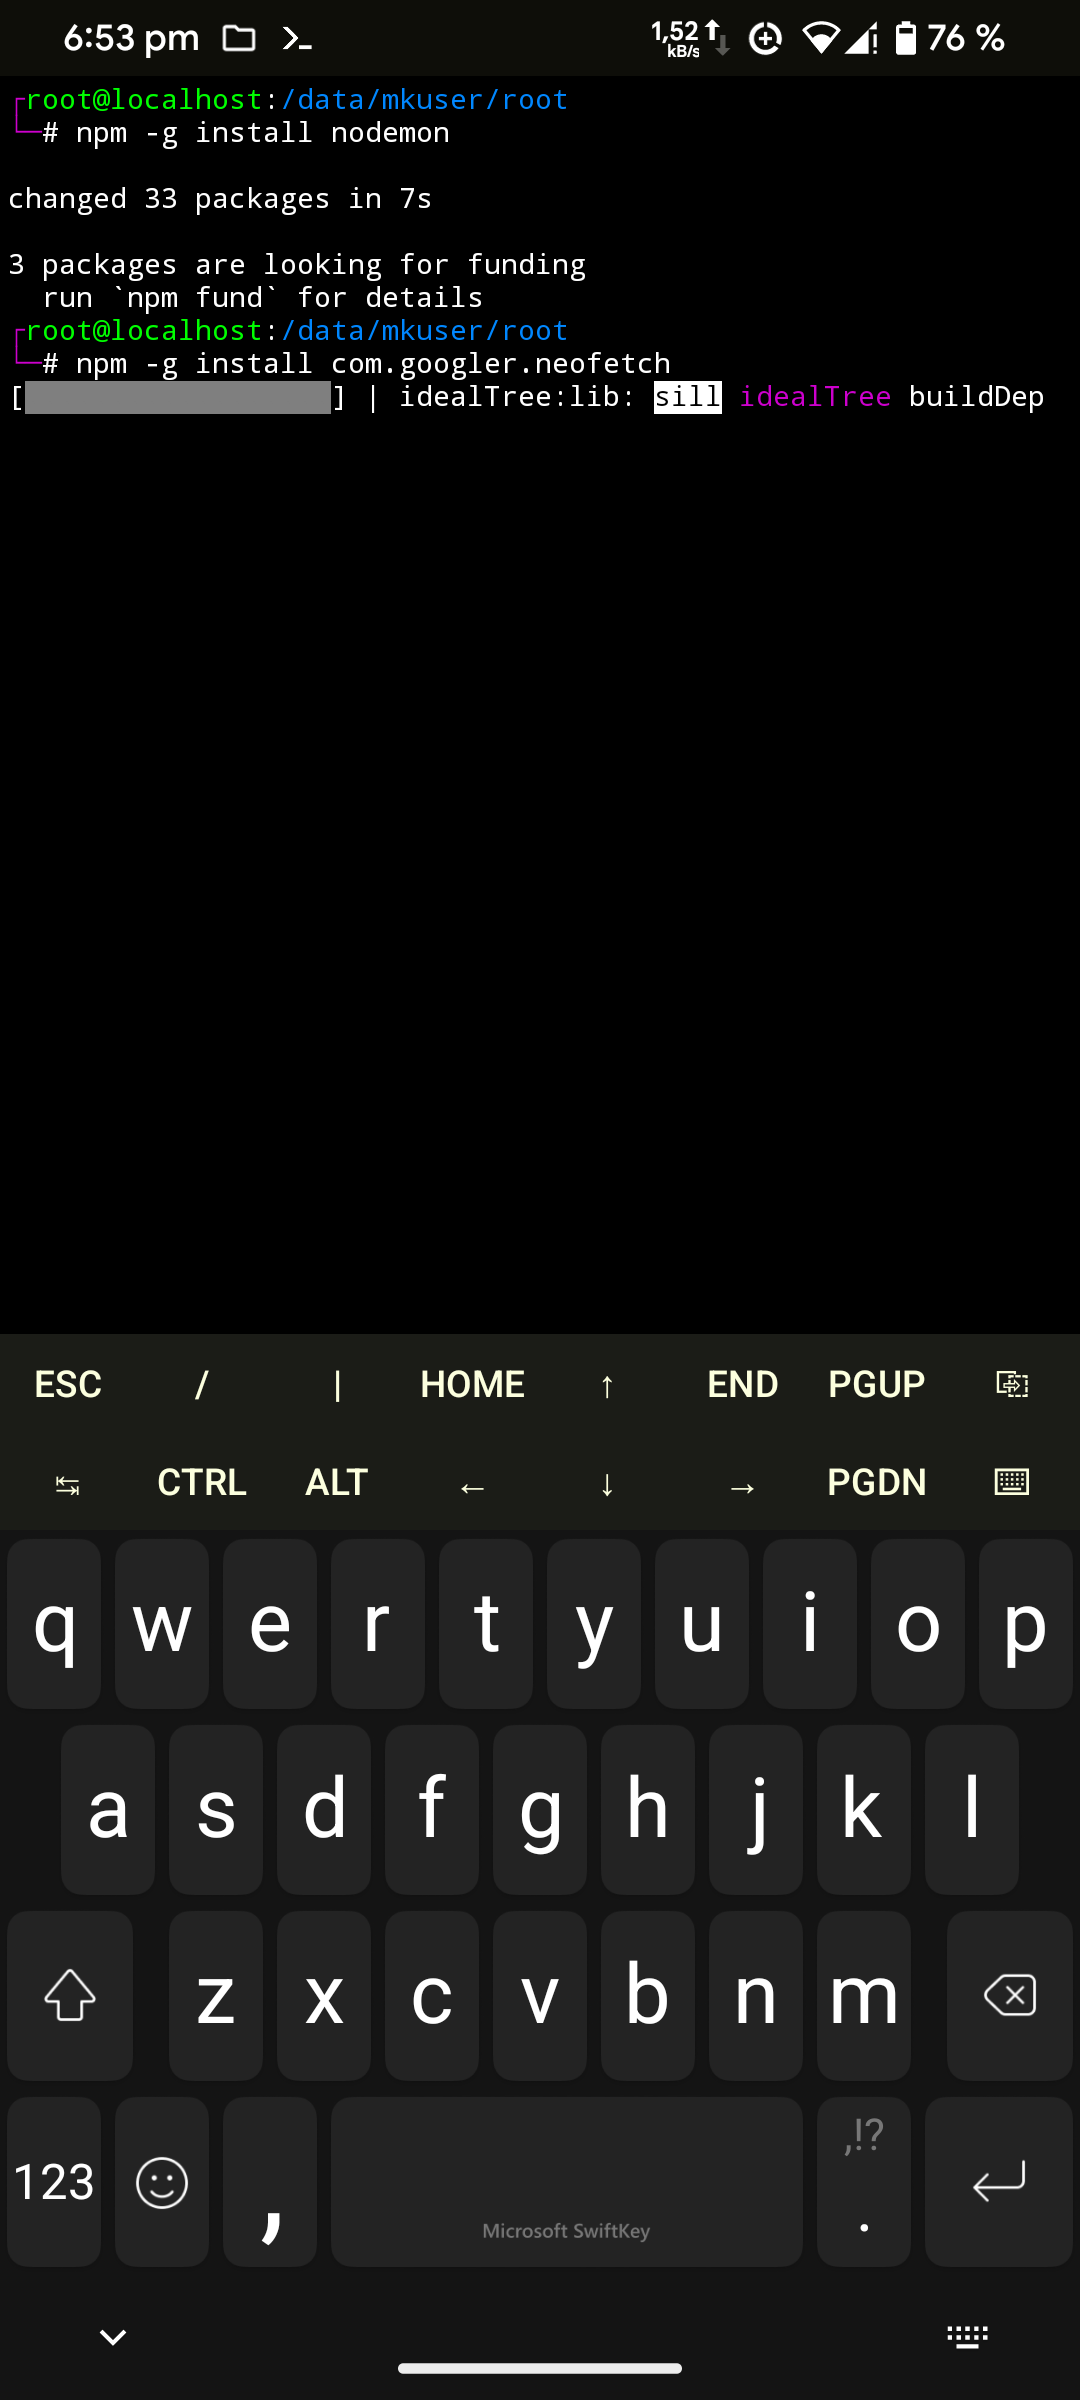 6:53 pm
1,52
kB/s
76 %
root@localhost:/data/mkuser/root
# npm -g install nodemon
changed 33 packages in 7s
3 packages are looking for funding
run `npm fund` for details
root@localhost:/data/mkuser/root
# npm -g install com.googler.neofetch
[                  ] | idealTree:lib: sill idealTree buildDep
ESC / | HOME ↑ END PGUP
↹ CTRL ALT ← ↓ → PGDN
q w e r t y u i o p
a s d f g h j k l
z x c v b n m
,!?
123 , .
Microsoft SwiftKey